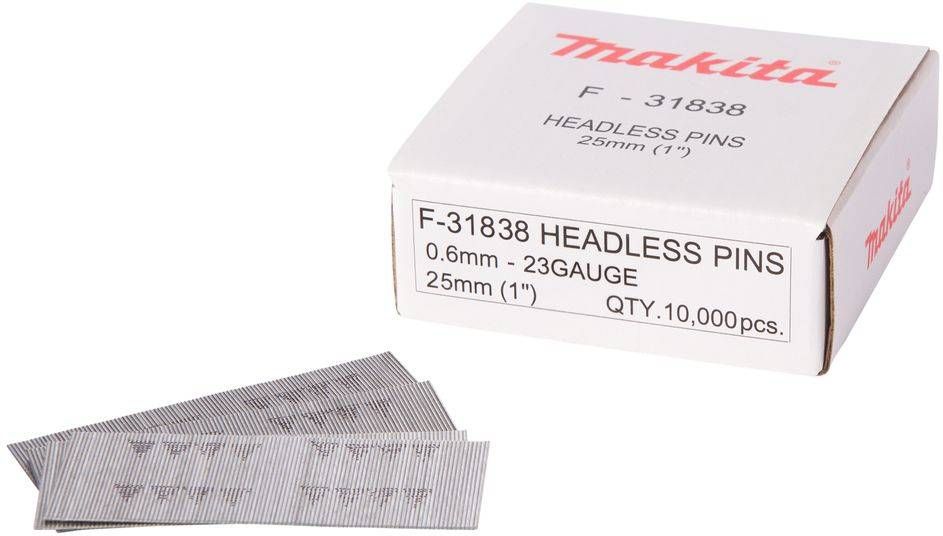 makita®
F - 31838
HEADLESS PINS
25mm (1")
F-31838 HEADLESS PINS
0.6mm - 23GAUGE
25mm (1") QTY.10,000pcs.
makita